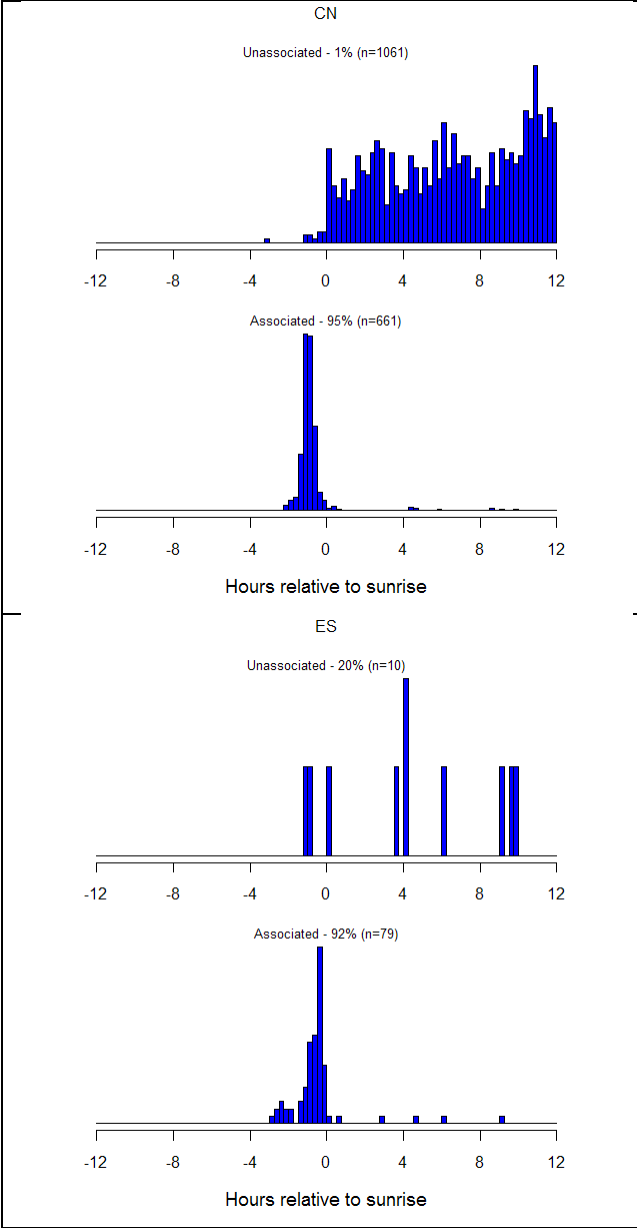 CN
Unassociated - 1% (n=1061)
-12 -8 -4 0 4 8 12
Associated - 95% (n=661)
-12 -8 -4 0 4 8 12
Hours relative to sunrise
ES
Unassociated - 20% (n=10)
-12 -8 -4 0 4 8 12
Associated - 92% (n=79)
-12 -8 -4 0 4 8 12
Hours relative to sunrise